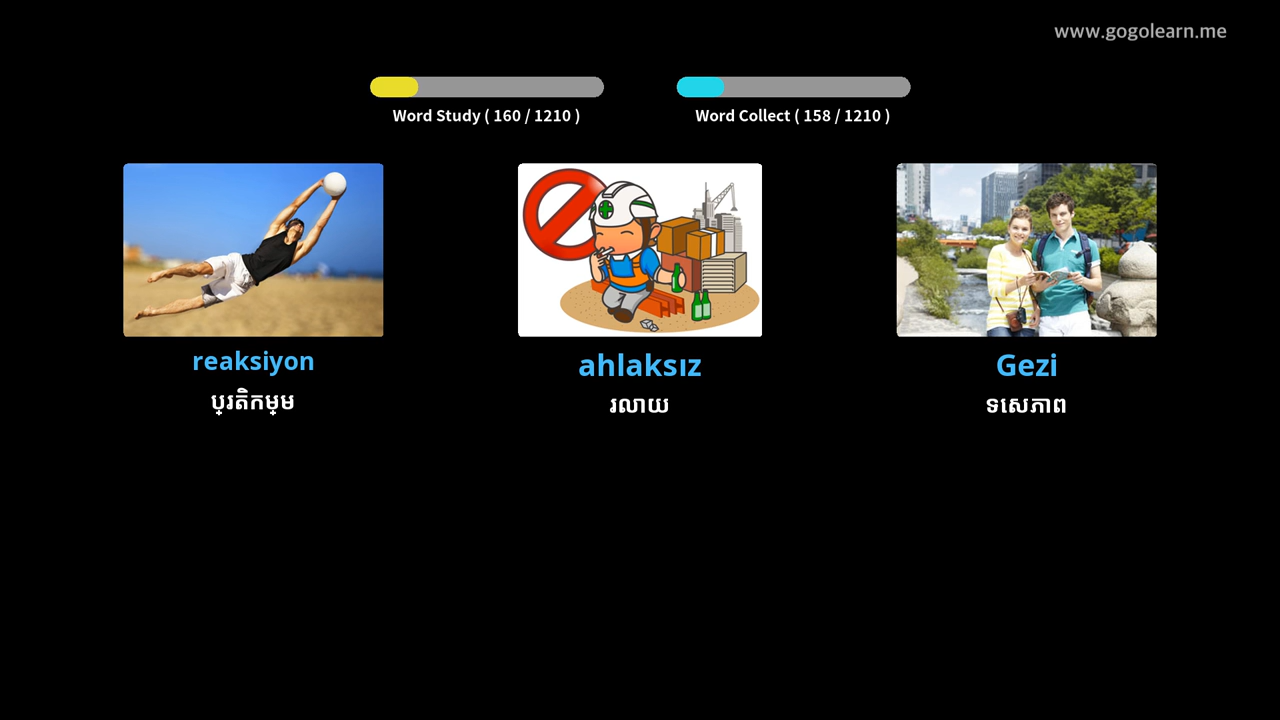 www.gogolearn.me
Word Study ( 160 / 1210 )
Word Collect ( 158 / 1210 )
reaksiyon
ប្រតិកម្ម
ahlaksız
រលាយ
Gezi
ទសេភាព